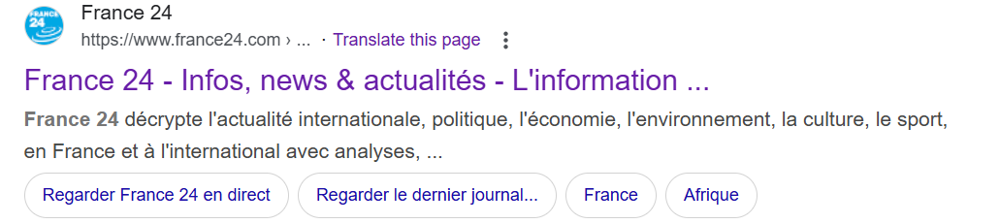 FRANCE
24
France 24
https://www.france24.com › ... · Translate this page
France 24 - Infos, news & actualités - L'information ...
France 24 décrypte l'actualité internationale, politique, l'économie, l'environnement, la culture, le sport,
en France et à l'international avec analyses, ...
Regarder France 24 en direct
Regarder le dernier journal...
France
Afrique